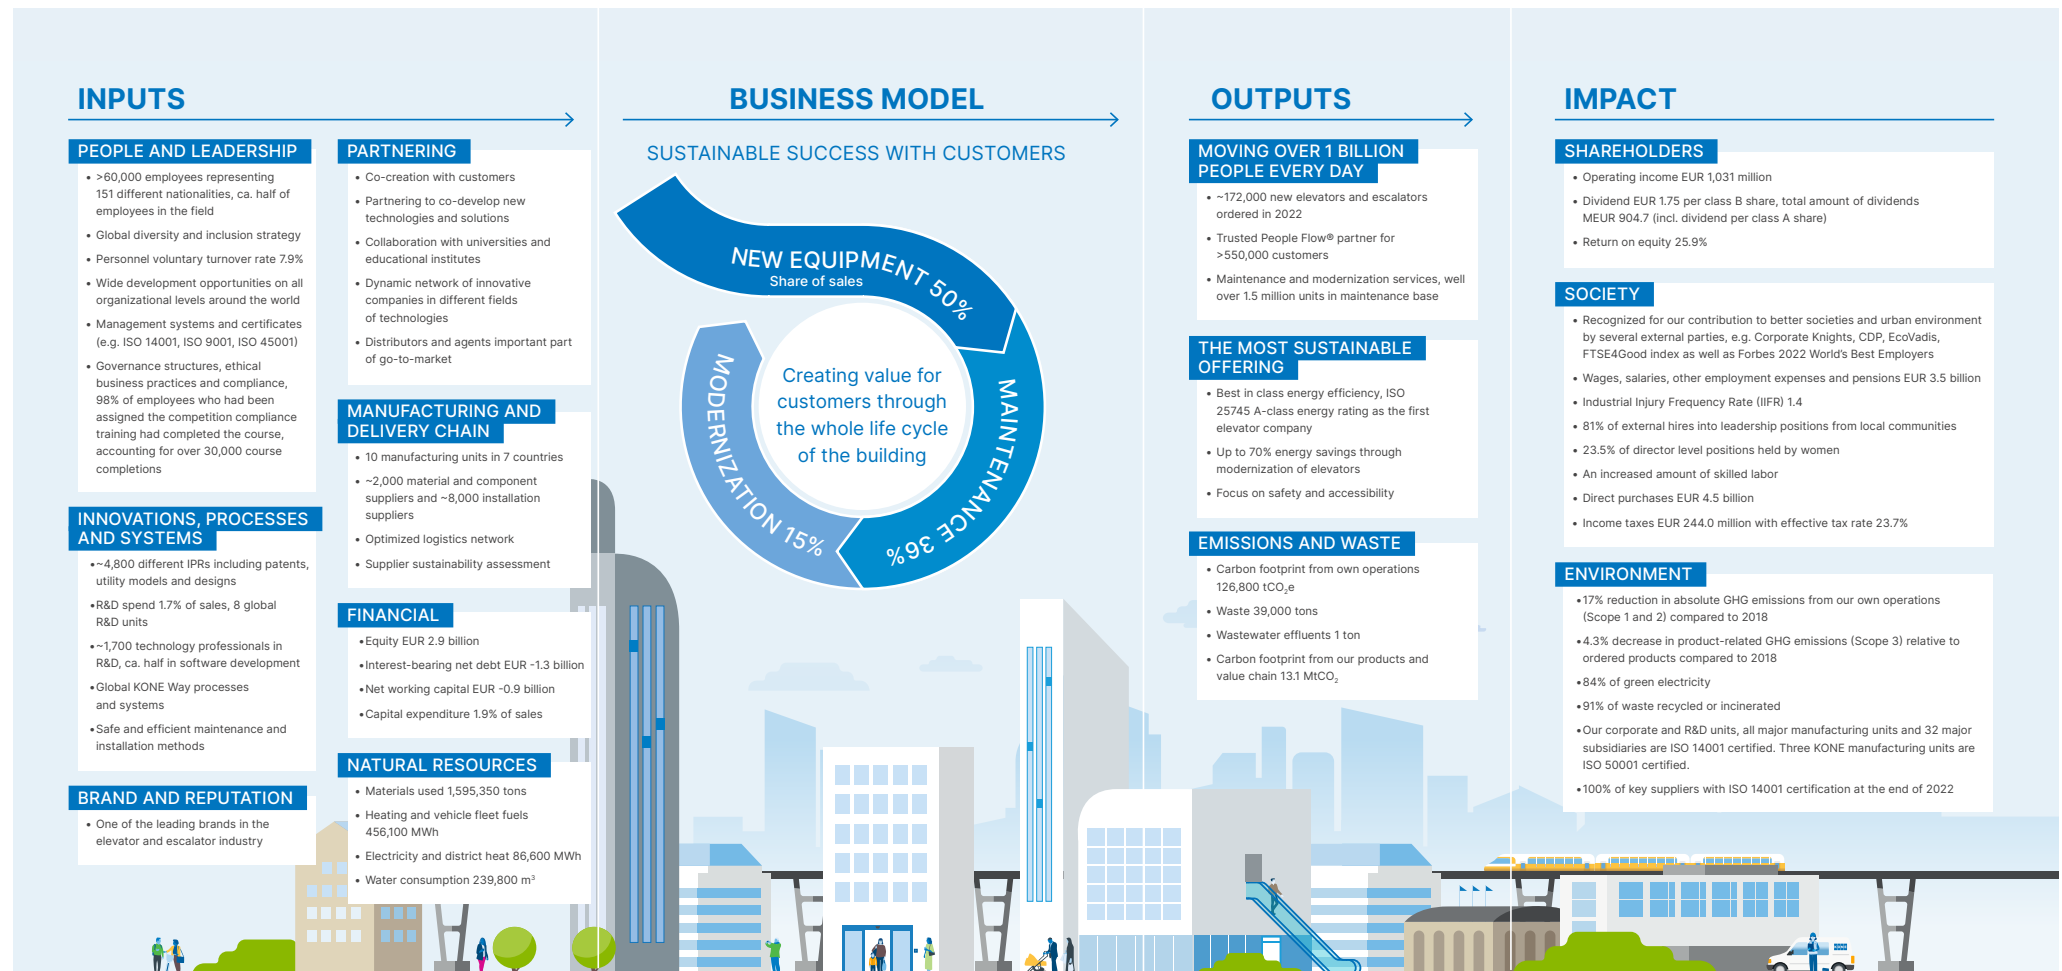 INPUTS
PEOPLE AND LEADERSHIP
• >60,000 employees representing
151 different nationalities, ca. half of
employees in the field
• Global diversity and inclusion strategy
• Personnel voluntary turnover rate 7.9%
• Wide development opportunities on all
organizational levels around the world
• Management systems and certificates
(e.g. ISO 14001, ISO 9001, ISO 45001)
• Governance structures, ethical
business practices and compliance,
98% of employees who had been
assigned the competition compliance
training had completed the course,
accounting for over 30,000 course
completions
INNOVATIONS, PROCESSES
AND SYSTEMS
•~4,800 different IPRs including patents,
utility models and designs
•R&D spend 1.7% of sales, 8 global
R&D units
•~1,700 technology professionals in
R&D, ca. half in software development
•Global KONE Way processes
and systems
•Safe and efficient maintenance and
installation methods
BRAND AND REPUTATION
• One of the leading brands in the
elevator and escalator industry
PARTNERING
• Co-creation with customers
• Partnering to co-develop new
technologies and solutions
• Collaboration with universities and
educational institutes
• Dynamic network of innovative
companies in different fields
of technologies
• Distributors and agents important part
of go-to-market
MANUFACTURING AND
DELIVERY CHAIN
• 10 manufacturing units in 7 countries
• ~2,000 material and component
suppliers and ~8,000 installation
suppliers
• Optimized logistics network
• Supplier sustainability assessment
FINANCIAL
•Equity EUR 2.9 billion
•Interest-bearing net debt EUR -1.3 billion
•Net working capital EUR -0.9 billion
•Capital expenditure 1.9% of sales
NATURAL RESOURCES
• Materials used 1,595,350 tons
• Heating and vehicle fleet fuels
456,100 MWh
• Electricity and district heat 86,600 MWh
• Water consumption 239,800 m³
BUSINESS MODEL
SUSTAINABLE SUCCESS WITH CUSTOMERS
NEW EQUIPMENT 50%
Share of sales
MAINTENANCE 36%
MODERNIZATION 15%
Creating value for
customers through
the whole life cycle
of the building
OUTPUTS
MOVING OVER 1 BILLION
PEOPLE EVERY DAY
• ~172,000 new elevators and escalators
ordered in 2022
• Trusted People Flow® partner for
>550,000 customers
• Maintenance and modernization services, well
over 1.5 million units in maintenance base
THE MOST SUSTAINABLE
OFFERING
• Best in class energy efficiency, ISO
25745 A-class energy rating as the first
elevator company
• Up to 70% energy savings through
modernization of elevators
• Focus on safety and accessibility
EMISSIONS AND WASTE
• Carbon footprint from own operations
126,800 tCO₂e
• Waste 39,000 tons
• Wastewater effluents 1 ton
• Carbon footprint from our products and
value chain 13.1 MtCO₂
IMPACT
SHAREHOLDERS
• Operating income EUR 1,031 million
• Dividend EUR 1.75 per class B share, total amount of dividends
MEUR 904.7 (incl. dividend per class A share)
• Return on equity 25.9%
SOCIETY
• Recognized for our contribution to better societies and urban environment
by several external parties, e.g. Corporate Knights, CDP, EcoVadis,
FTSE4Good index as well as Forbes 2022 World's Best Employers
• Wages, salaries, other employment expenses and pensions EUR 3.5 billion
• Industrial Injury Frequency Rate (IIFR) 1.4
• 81% of external hires into leadership positions from local communities
• 23.5% of director level positions held by women
• An increased amount of skilled labor
• Direct purchases EUR 4.5 billion
• Income taxes EUR 244.0 million with effective tax rate 23.7%
ENVIRONMENT
•17% reduction in absolute GHG emissions from our own operations
(Scope 1 and 2) compared to 2018
•4.3% decrease in product-related GHG emissions (Scope 3) relative to
ordered products compared to 2018
•84% of green electricity
•91% of waste recycled or incinerated
•Our corporate and R&D units, all major manufacturing units and 32 major
subsidiaries are ISO 14001 certified. Three KONE manufacturing units are
ISO 50001 certified.
•100% of key suppliers with ISO 14001 certification at the end of 2022